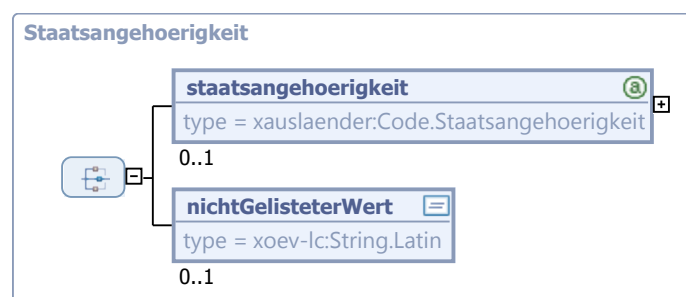 Staatsangehoerigkeit
staatsangehoerigkeit
type = xauslaender:Code.Staatsangehoerigkeit
0..1
nichtGelisteterWert
type = xoev-lc:String.Latin
0..1